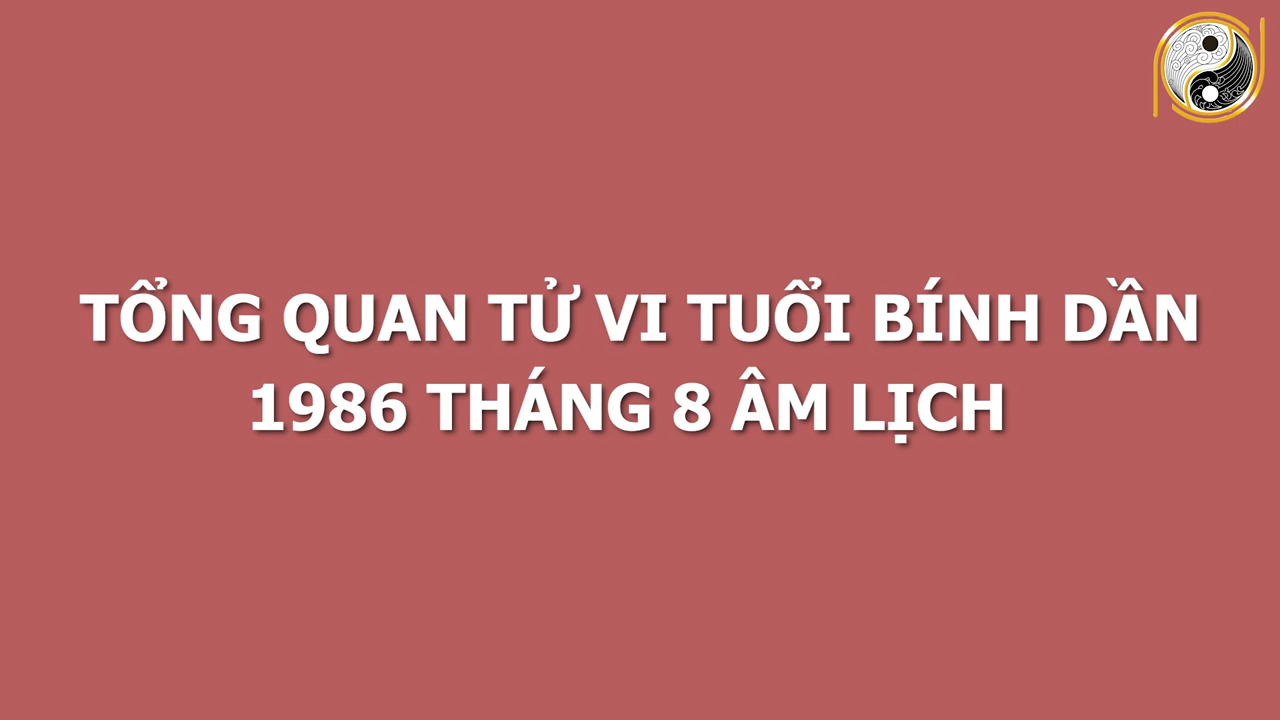 TỔNG QUAN TỬ VI TUỔI BÍNH DẦN
1986 THÁNG 8 ÂM LỊCH